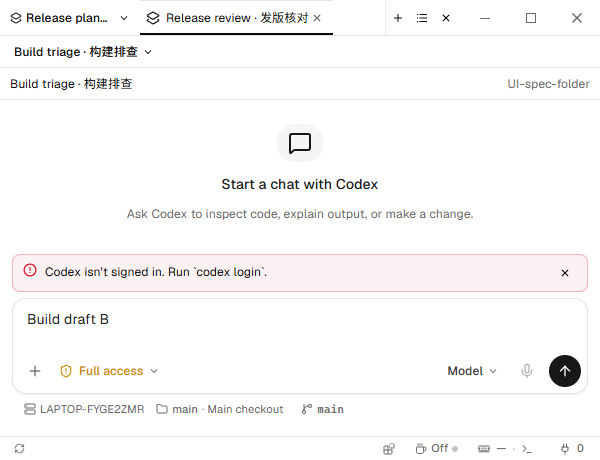 Release plan...
Release review · 发版核对
Build triage · 构建排查
Build triage · 构建排查
UI-spec-folder
Start a chat with Codex
Ask Codex to inspect code, explain output, or make a change.
Codex isn't signed in. Run `codex login`.
Build draft B
Full access
Model
LAPTOP-FYGE2ZMR
main · Main checkout
main
Off
— ·
0